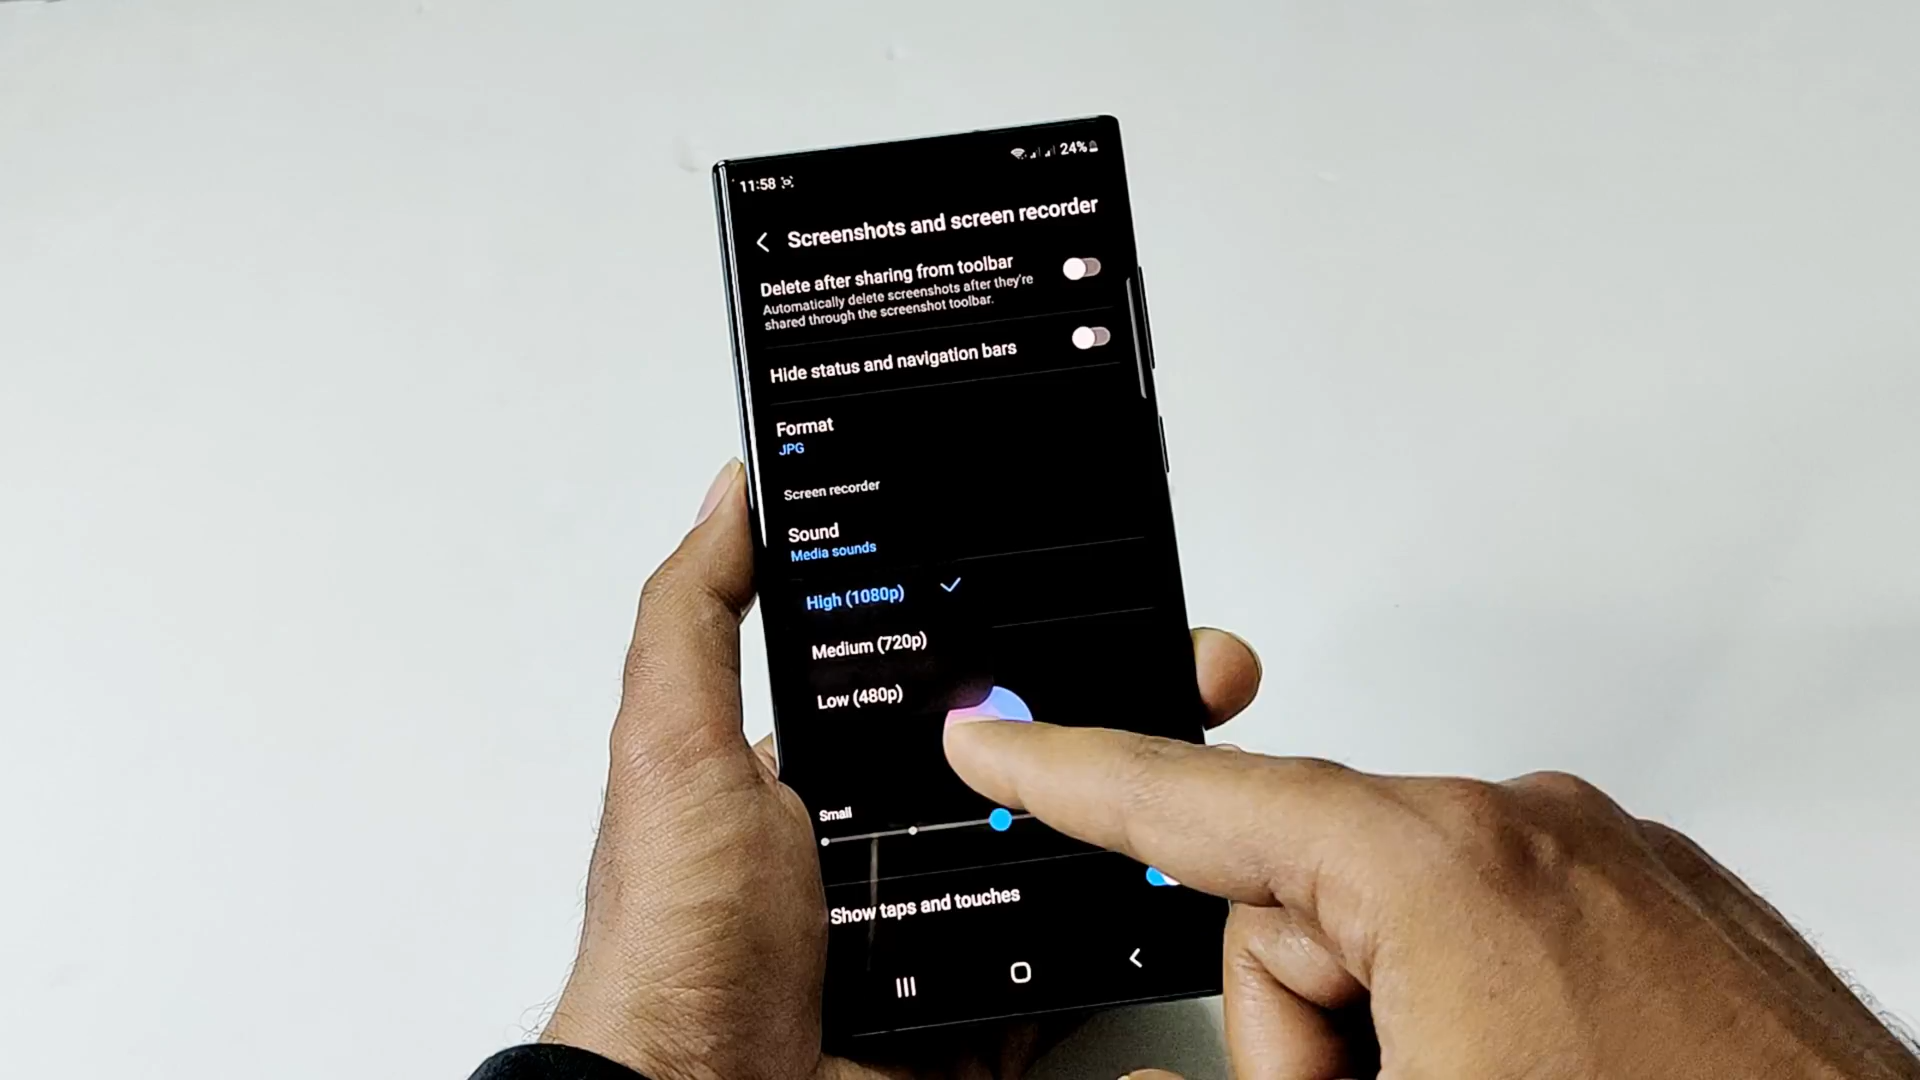 11:58
24%
Screenshots and screen recorder
Delete after sharing from toolbar
Automatically delete screenshots after they're
shared through the screenshot toolbar.
Hide status and navigation bars
Format
JPG
Screen recorder
Sound
Media sounds
High (1080p)
Medium (720p)
Low (480p)
Small
Show taps and touches